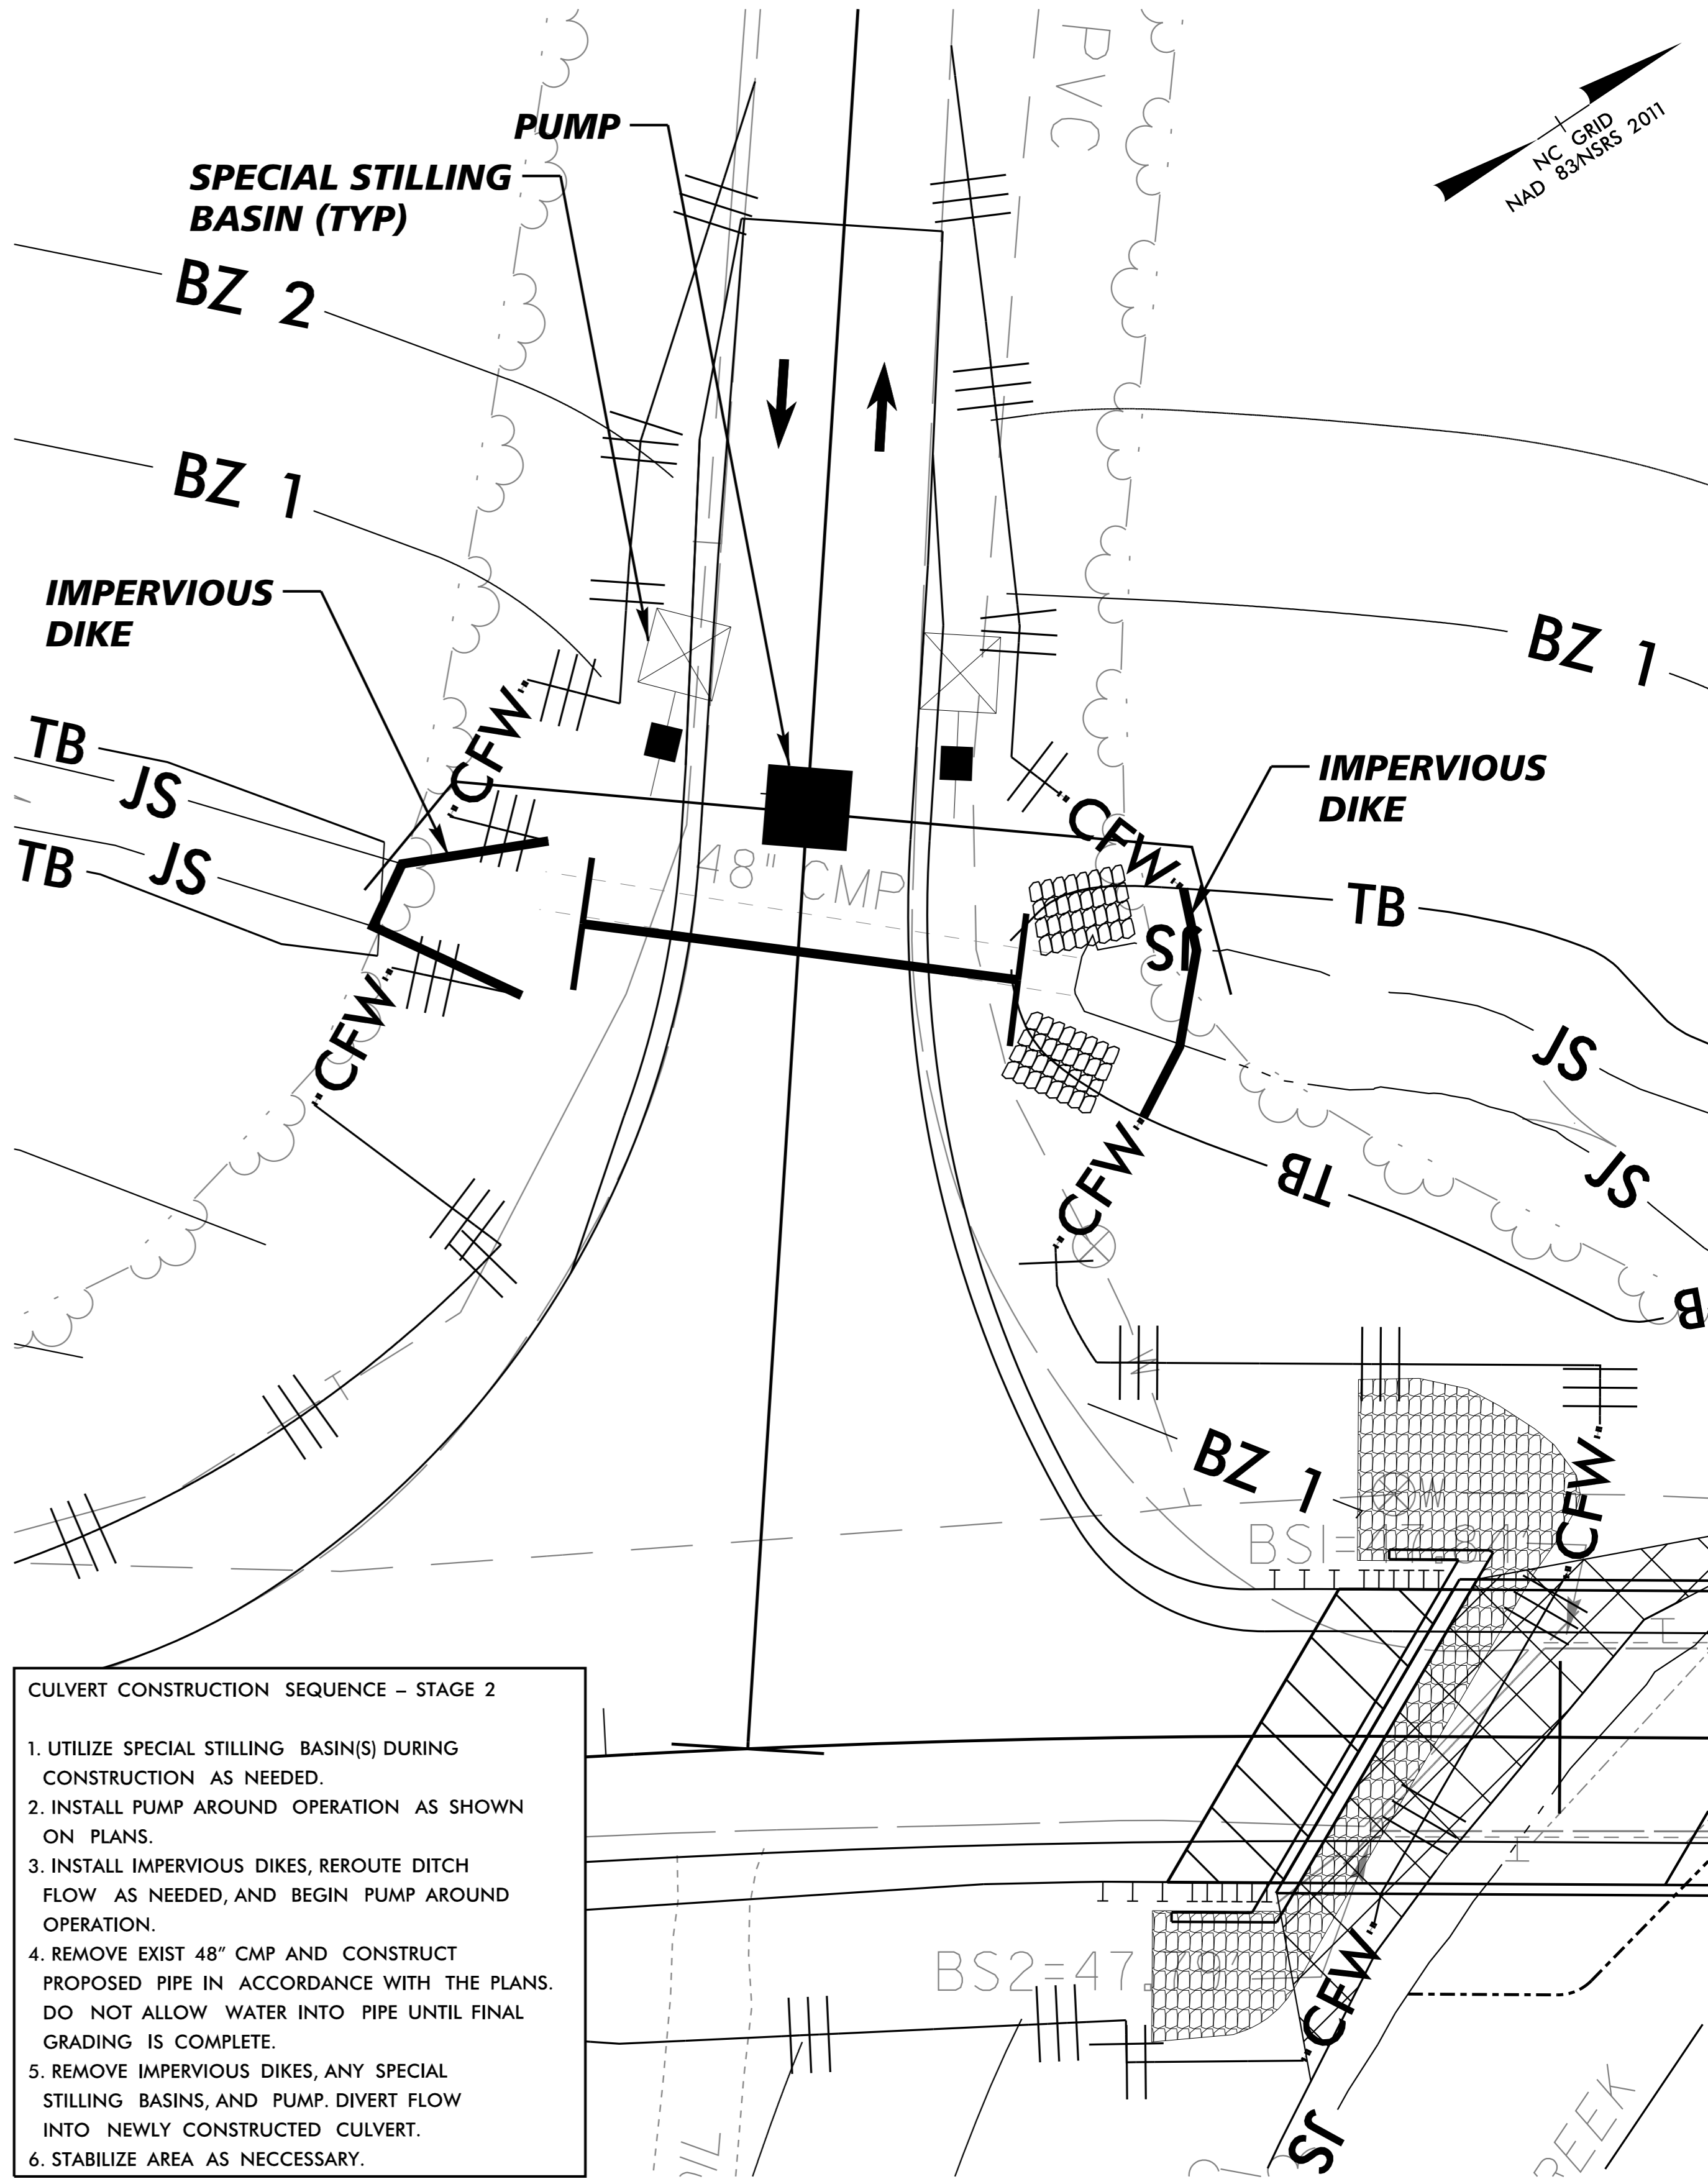 PVC
NC GRID
NAD 83/NSRS 2011
PUMP
SPECIAL STILLING
BASIN (TYP)
BZ 2
BZ 1
IMPERVIOUS
DIKE
BZ 1
TB
JS
TB
JS
CFW
IMPERVIOUS
DIKE
CFW
48" CMP
TB
JS
CFW
JS
CFW
TB
JS
BZ 1
W
CFW
CULVERT CONSTRUCTION SEQUENCE – STAGE 2
1. UTILIZE SPECIAL STILLING BASIN(S) DURING
CONSTRUCTION AS NEEDED.
2. INSTALL PUMP AROUND OPERATION AS SHOWN
ON PLANS.
3. INSTALL IMPERVIOUS DIKES, REROUTE DITCH
FLOW AS NEEDED, AND BEGIN PUMP AROUND
OPERATION.
4. REMOVE EXIST 48" CMP AND CONSTRUCT
PROPOSED PIPE IN ACCORDANCE WITH THE PLANS.
DO NOT ALLOW WATER INTO PIPE UNTIL FINAL
GRADING IS COMPLETE.
5. REMOVE IMPERVIOUS DIKES, ANY SPECIAL
STILLING BASINS, AND PUMP. DIVERT FLOW
INTO NEWLY CONSTRUCTED CULVERT.
6. STABILIZE AREA AS NECCESSARY.
CFW
JS